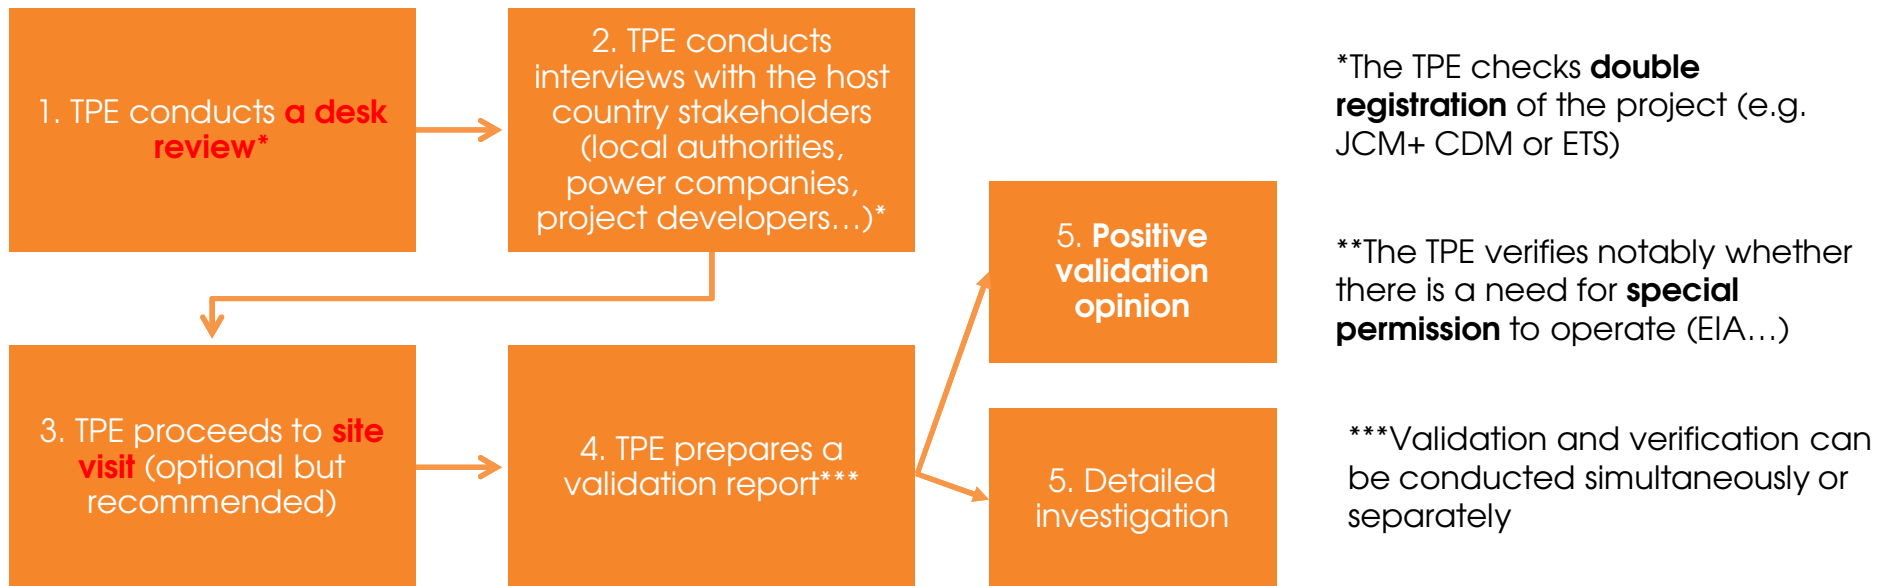 1. TPE conducts a desk
review*
2. TPE conducts
interviews with the host
country stakeholders
(local authorities,
power companies,
project developers…)*
3. TPE proceeds to site
visit (optional but
recommended)
4. TPE prepares a
validation report***
5. Positive
validation
opinion
5. Detailed
investigation
*The TPE checks double
registration of the project (e.g.
JCM+ CDM or ETS)
**The TPE verifies notably whether
there is a need for special
permission to operate (EIA…)
***Validation and verification can
be conducted simultaneously or
separately